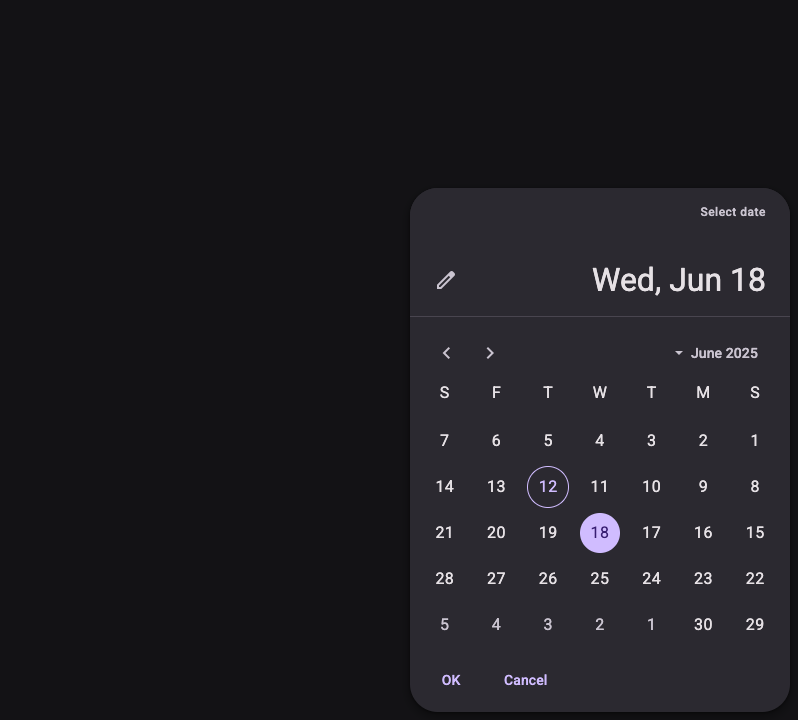 Select date
Wed, Jun 18
June 2025
S F T W T M S
7 6 5 4 3 2 1
14 13 12 11 10 9 8
21 20 19 18 17 16 15
28 27 26 25 24 23 22
5 4 3 2 1 30 29
OK Cancel